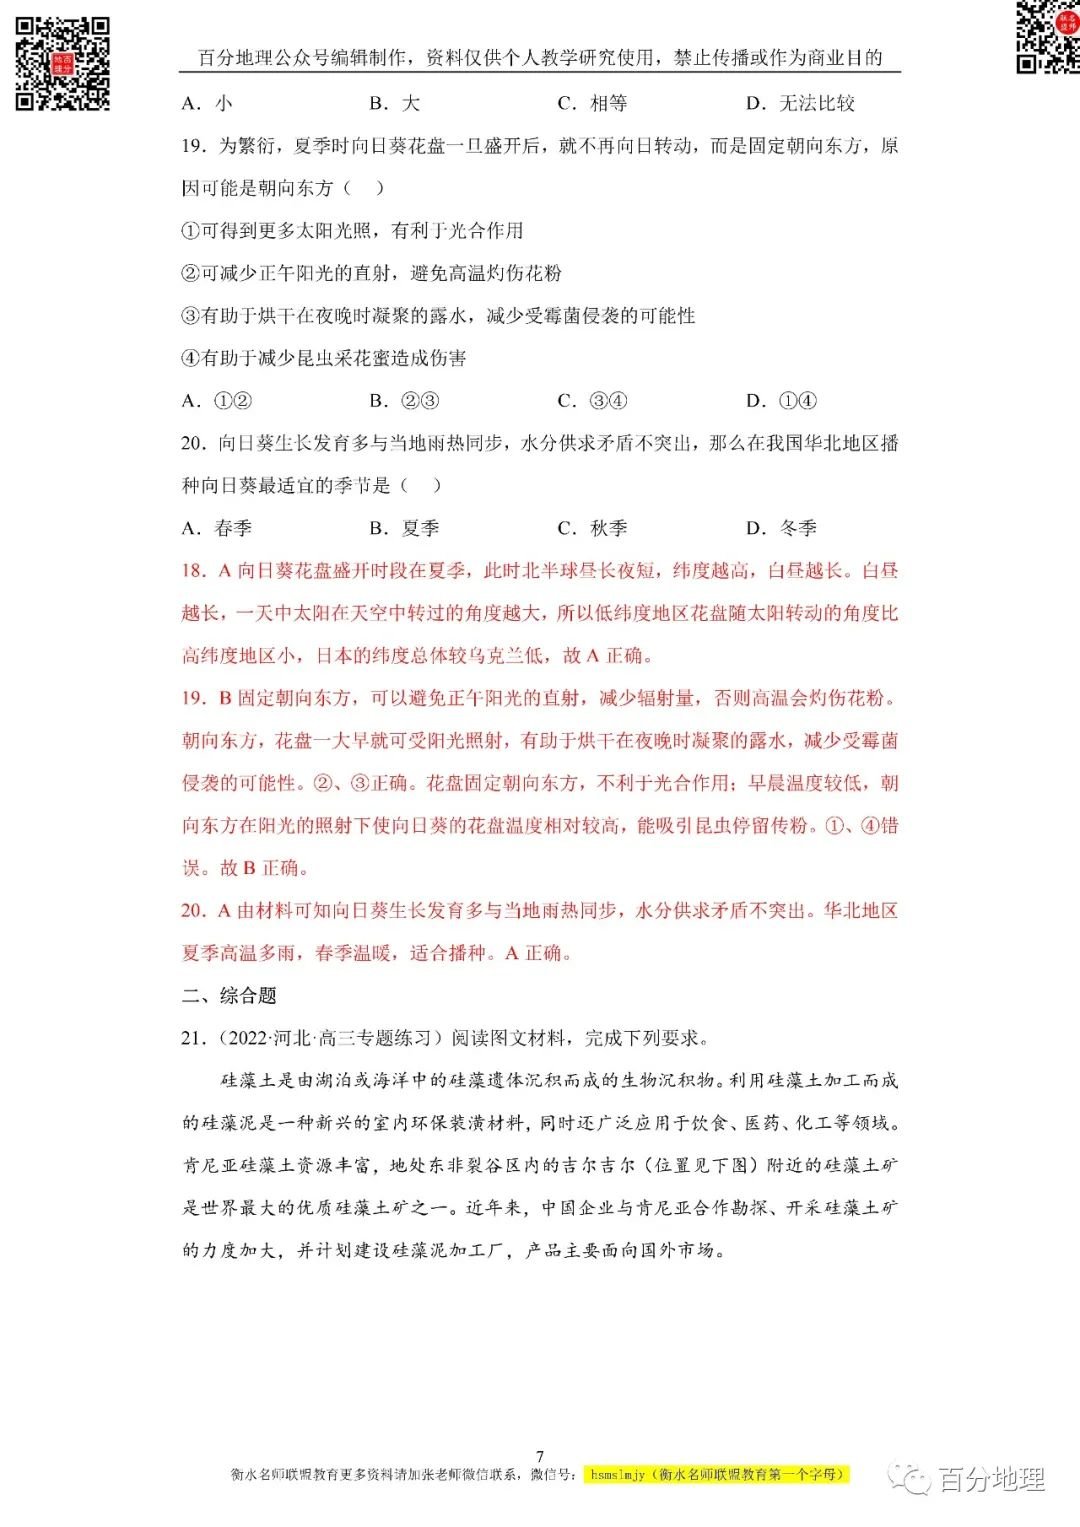 百分地理公众号编辑制作，资料仅供个人教学研究使用，禁止传播或作为商业目的
A．小 B．大 C．相等 D．无法比较
19．为繁衍，夏季时向日葵花盘一旦盛开后，就不再向日转动，而是固定朝向东方，原
因可能是朝向东方（ ）
①可得到更多太阳光照，有利于光合作用
②可减少正午阳光的直射，避免高温灼伤花粉
③有助于烘干在夜晚时凝聚的露水，减少受霉菌侵袭的可能性
④有助于减少昆虫采花蜜造成伤害
A．①② B．②③ C．③④ D．①④
20．向日葵生长发育多与当地雨热同步，水分供求矛盾不突出，那么在我国华北地区播
种向日葵最适宜的季节是（ ）
A．春季 B．夏季 C．秋季 D．冬季
18．A 向日葵花盘盛开时段在夏季，此时北半球昼长夜短，纬度越高，白昼越长。白昼
越长，一天中太阳在天空中转过的角度越大，所以低纬度地区花盘随太阳转动的角度比
高纬度地区小，日本的纬度总体较乌克兰低，故 A 正确。
19．B 固定朝向东方，可以避免正午阳光的直射，减少辐射量，否则高温会灼伤花粉。
朝向东方，花盘一大早就可受阳光照射，有助于烘干在夜晚时凝聚的露水，减少受霉菌
侵袭的可能性。②、③正确。花盘固定朝向东方，不利于光合作用；早晨温度较低，朝
向东方在阳光的照射下使向日葵的花盘温度相对较高，能吸引昆虫停留传粉。①、④错
误。故 B 正确。
20．A 由材料可知向日葵生长发育多与当地雨热同步，水分供求矛盾不突出。华北地区
夏季高温多雨，春季温暖，适合播种。A 正确。
二、综合题
21．（2022·河北·高三专题练习）阅读图文材料，完成下列要求。
硅藻土是由湖泊或海洋中的硅藻遗体沉积而成的生物沉积物。利用硅藻土加工而成
的硅藻泥是一种新兴的室内环保装潢材料，同时还广泛应用于饮食、医药、化工等领域。
肯尼亚硅藻土资源丰富，地处东非裂谷区内的吉尔吉尔（位置见下图）附近的硅藻土矿
是世界最大的优质硅藻土矿之一。近年来，中国企业与肯尼亚合作勘探、开采硅藻土矿
的力度加大，并计划建设硅藻泥加工厂，产品主要面向国外市场。
7
衡水名师联盟教育更多资料请加张老师微信联系，微信号： hsmslmjy（衡水名师联盟教育第一个字母）
百分地理